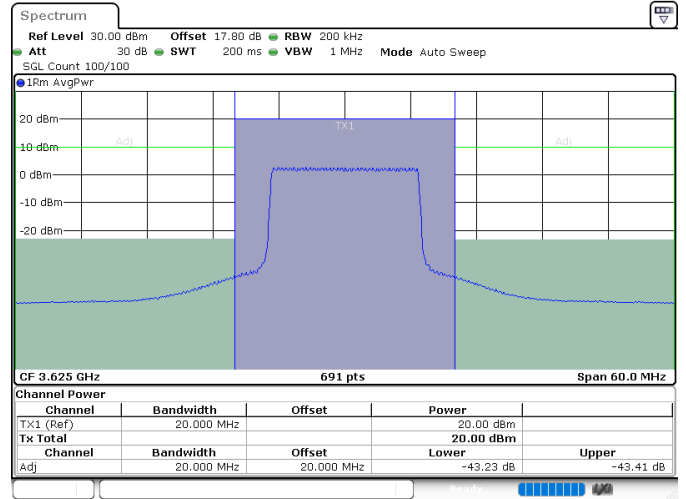 Spectrum
Ref Level 30.00 dBm Offset 17.80 dB RBW 200 kHz
Att 30 dB SWT 200 ms VBW 1 MHz Mode Auto Sweep
SGL Count 100/100
1Rm AvgPwr
20 dBm
TX1
Adj Adj
10 dBm
0 dBm
-10 dBm
-20 dBm
CF 3.625 GHz 691 pts Span 60.0 MHz
Channel Power
Channel Bandwidth Offset Power
TX1 (Ref) 20.000 MHz 20.00 dBm
Tx Total 20.00 dBm
Channel Bandwidth Offset Lower Upper
Adj 20.000 MHz 20.000 MHz -43.23 dB -43.41 dB
Ready